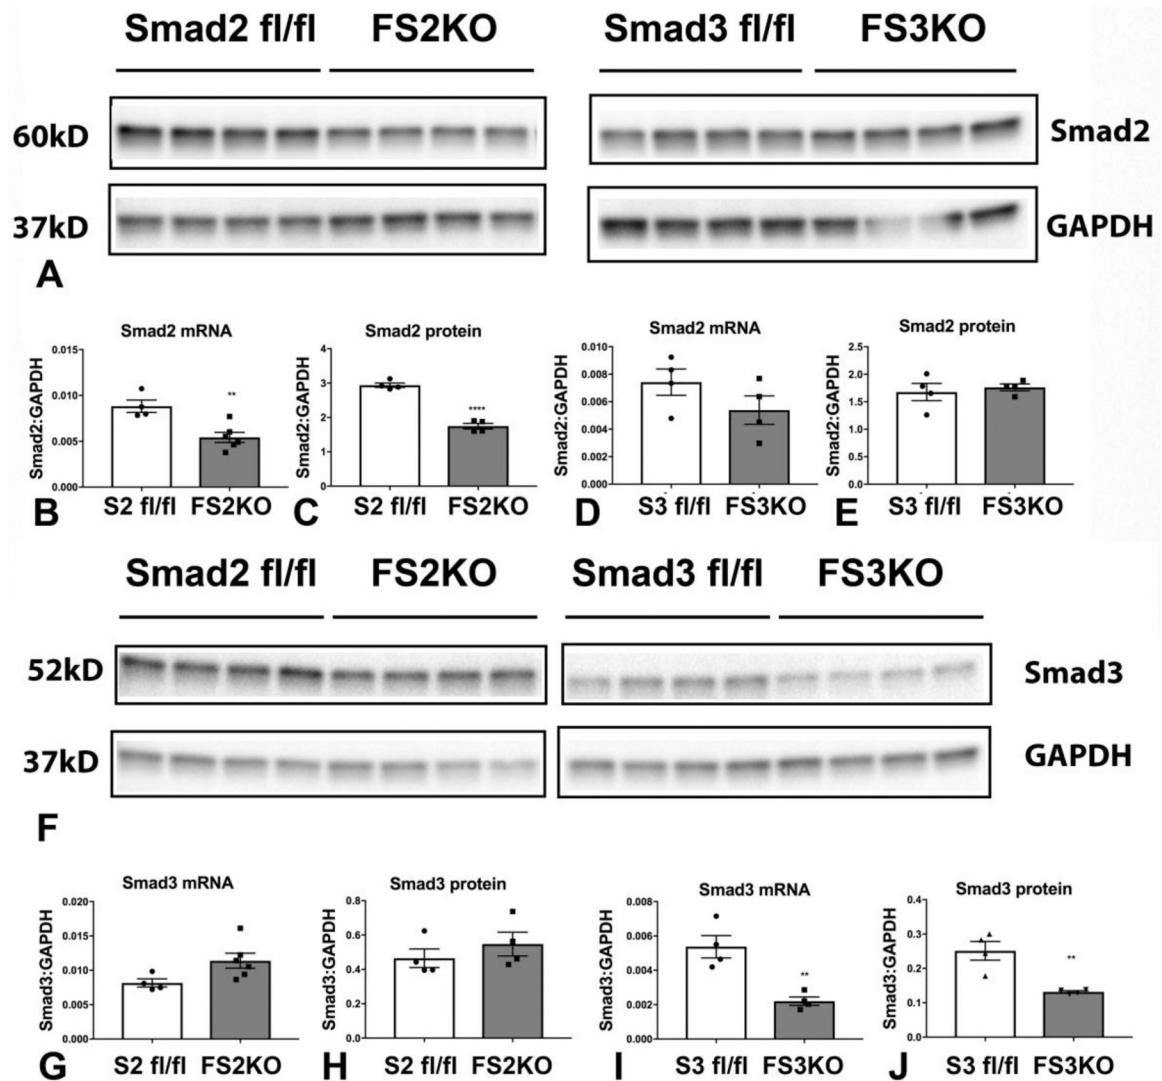 Smad2 fl/fl FS2KO Smad3 fl/fl FS3KO
60kD Smad2
37kD GAPDH
A
Smad2 mRNA
Smad2:GAPDH
0.015
0.010
0.005
0.000
**
S2 fl/fl FS2KO
B
Smad2 protein
Smad2:GAPDH
4
3
2
1
0
****
S2 fl/fl FS2KO
C
Smad2 mRNA
Smad2:GAPDH
0.010
0.008
0.006
0.004
0.002
0.000
S3 fl/fl FS3KO
D
Smad2 protein
Smad2:GAPDH
2.5
2.0
1.5
1.0
0.5
0.0
S3 fl/fl FS3KO
E
Smad2 fl/fl FS2KO Smad3 fl/fl FS3KO
52kD Smad3
37kD GAPDH
F
Smad3 mRNA
Smad3:GAPDH
0.020
0.015
0.010
0.005
0.000
S2 fl/fl FS2KO
G
Smad3 protein
Smad3:GAPDH
0.8
0.6
0.4
0.2
0.0
S2 fl/fl FS2KO
H
Smad3 mRNA
Smad3:GAPDH
0.008
0.006
0.004
0.002
0.000
**
S3 fl/fl FS3KO
I
Smad3 protein
Smad3:GAPDH
0.4
0.3
0.2
0.1
0.0
**
S3 fl/fl FS3KO
J